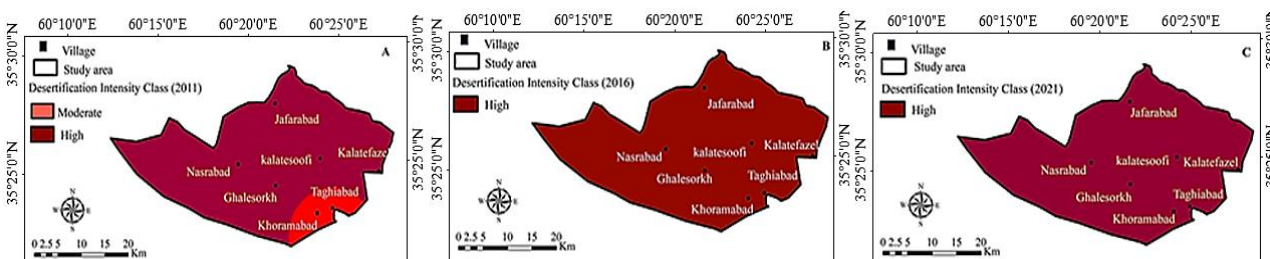 60°10'0"E 60°15'0"E 60°20'0"E 60°25'0"E
35°30'0"N
35°25'0"N
A
Village
Study area
Desertification Intensity Class (2011)
Moderate
High
Jafarabad
kalatesoofi
Kalatefazel
Nasrabad
Taghiabad
Ghalesorkh
Khoramabad
N
W E
S
0 2.5 5 10 15 20
Km
60°10'0"E 60°15'0"E 60°20'0"E 60°25'0"E
35°30'0"N
35°25'0"N
B
Village
Study area
Desertification Intensity Class (2016)
High
Jafarabad
Kalatefazel
Nasrabad
kalatesoofi
Ghalesorkh
Taghiabad
Khoramabad
N
W E
S
0 2.5 5 10 15 20
Km
60°10'0"E 60°15'0"E 60°20'0"E 60°25'0"E
35°30'0"N
35°25'0"N
C
Village
Study area
Desertification Intensity Class (2021)
High
Jafarabad
kalatesoofi
Kalatefazel
Nasrabad
Ghalesorkh
Taghiabad
Khoramabad
N
W E
0 2.5 5 10 15 20
Km